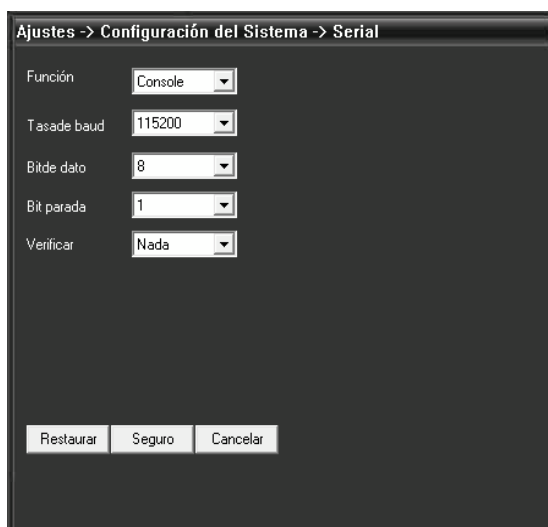 Ajustes -> Configuración del Sistema -> Serial
Función Console
Tasade baud 115200
Bitde dato 8
Bit parada 1
Verificar Nada
Restaurar Seguro Cancelar